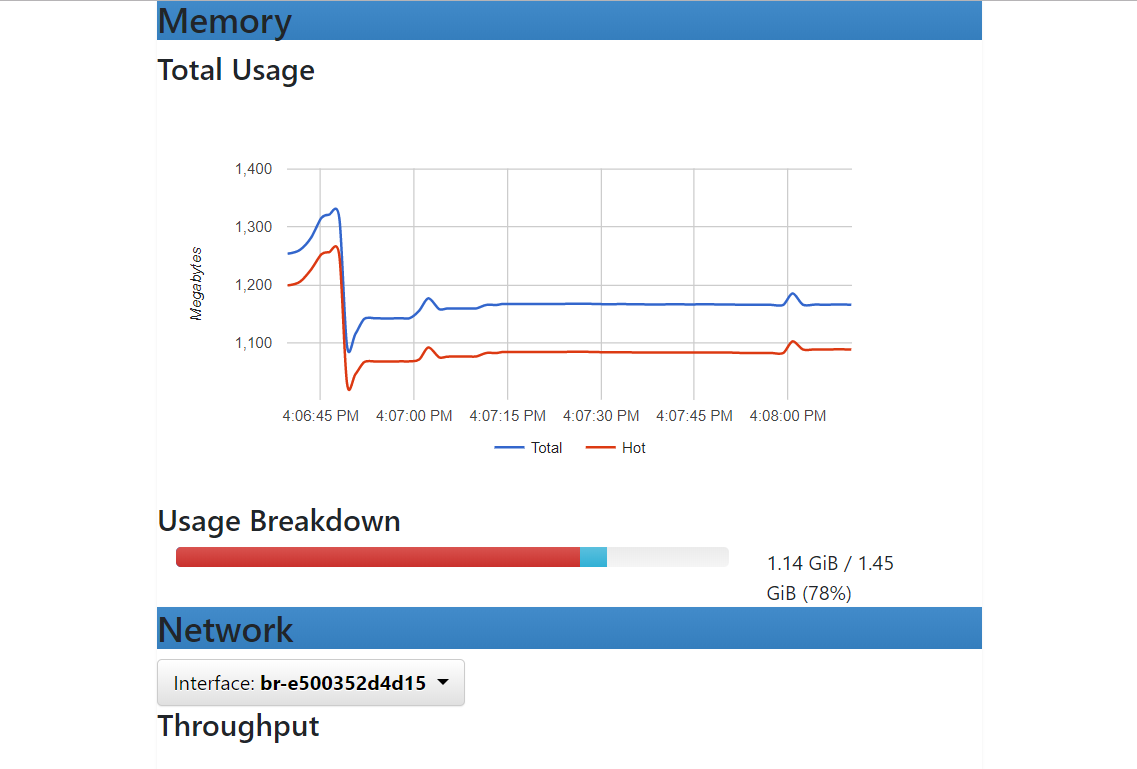 Memory
Total Usage
1,400
1,300
1,200
1,100
Megabytes
4:06:45 PM 4:07:00 PM 4:07:15 PM 4:07:30 PM 4:07:45 PM 4:08:00 PM
Total Hot
Usage Breakdown
1.14 GiB / 1.45
GiB (78%)
Network
Interface: br-e500352d4d15
Throughput